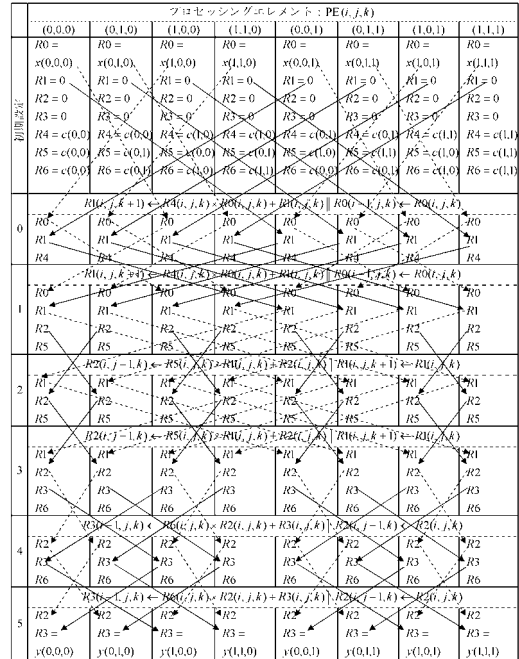 プロセッシングエレメント：PE(i, j, k)
(0,0,0) (0,1,0) (1,0,0) (1,1,0) (0,0,1) (0,1,1) (1,0,1) (1,1,1)
初期設定
R0 = R0 = R0 = R0 = R0 = R0 = R0 = R0 =
x(0,0,0) x(0,1,0) x(1,0,0) x(1,1,0) x(0,0,1) x(0,1,1) x(1,0,1) x(1,1,1)
R1 = 0 R1 = 0 R1 = 0 R1 = 0 R1 = 0 R1 = 0 R1 = 0 R1 = 0
R2 = 0 R2 = 0 R2 = 0 R2 = 0 R2 = 0 R2 = 0 R2 = 0 R2 = 0
R3 = 0 R3 = 0 R3 = 0 R3 = 0 R3 = 0 R3 = 0 R3 = 0 R3 = 0
R4 = c(0,0) R4 = c(0,0) R4 = c(1,0) R4 = c(1,0) R4 = c(0,1) R4 = c(0,1) R4 = c(1,1) R4 = c(1,1)
R5 = c(0,0) R5 = c(0,1) R5 = c(0,0) R5 = c(0,1) R5 = c(1,0) R5 = c(1,1) R5 = c(1,0) R5 = c(1,1)
R6 = c(0,0) R6 = c(0,1) R6 = c(1,0) R6 = c(1,1) R6 = c(0,0) R6 = c(0,1) R6 = c(1,0) R6 = c(1,1)
0
R1(i, j, k+1) ← R4(i, j, k) × R0(i, j, k) + R1(i, j, k) || R0(i−1, j, k) ← R0(i, j, k)
R0 R0 R0 R0 R0 R0 R0 R0
R1 R1 R1 R1 R1 R1 R1 R1
R4 R4 R4 R4 R4 R4 R4 R4
1
R1(i, j, k+1) ← R4(i, j, k) × R0(i, j, k) + R1(i, j, k) || R0(i−1, j, k) ← R0(i, j, k)
R0 R0 R0 R0 R0 R0 R0 R0
R1 R1 R1 R1 R1 R1 R1 R1
R2 R2 R2 R2 R2 R2 R2 R2
R5 R5 R5 R5 R5 R5 R5 R5
2
R2(i, j−1, k) ← R5(i, j, k) × R1(i, j, k) + R2(i, j, k) || R1(i, j, k+1) ← R1(i, j, k)
R1 R1 R1 R1 R1 R1 R1 R1
R2 R2 R2 R2 R2 R2 R2 R2
R5 R5 R5 R5 R5 R5 R5 R5
3
R2(i, j−1, k) ← R5(i, j, k) × R1(i, j, k) + R2(i, j, k) || R1(i, j, k+1) ← R1(i, j, k)
R1 R1 R1 R1 R1 R1 R1 R1
R2 R2 R2 R2 R2 R2 R2 R2
R3 R3 R3 R3 R3 R3 R3 R3
R6 R6 R6 R6 R6 R6 R6 R6
4
R3(i−1, j, k) ← R6(i, j, k) × R2(i, j, k) + R3(i, j, k) || R2(i, j−1, k) ← R2(i, j, k)
R2 R2 R2 R2 R2 R2 R2 R2
R3 R3 R3 R3 R3 R3 R3 R3
R6 R6 R6 R6 R6 R6 R6 R6
5
R3(i−1, j, k) ← R6(i, j, k) × R2(i, j, k) + R3(i, j, k) || R2(i, j−1, k) ← R2(i, j, k)
R2 R2 R2 R2 R2 R2 R2 R2
R3 = R3 = R3 = R3 = R3 = R3 = R3 = R3 =
y(0,0,0) y(0,1,0) y(1,0,0) y(1,1,0) y(0,0,1) y(0,1,1) y(1,0,1) y(1,1,1)